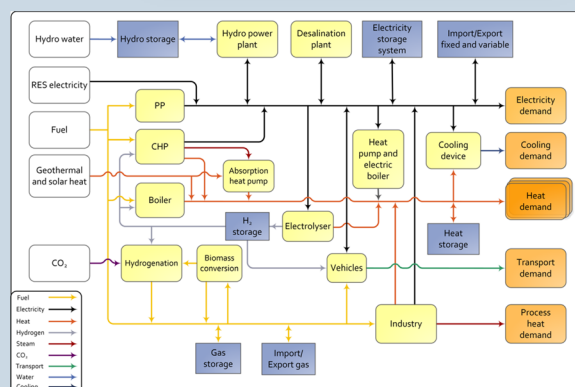 Hydro water
Hydro storage
Hydro power
plant
Desalination
plant
Electricity
storage
system
Import/Export
fixed and variable
RES electricity
PP
Electricity
demand
Fuel
CHP
Heat
pump and
electric
boiler
Cooling
device
Cooling
demand
Geothermal
and solar heat
Absorption
heat pump
Boiler
Heat
demand
H₂
storage
Electrolyser
Heat
storage
CO₂
Hydrogenation
Biomass
conversion
Vehicles
Transport
demand
Fuel
Electricity
Heat
Hydrogen
Steam
CO₂
Transport
Water
Cooling
Industry
Process
heat demand
Gas
storage
Import/
Export gas